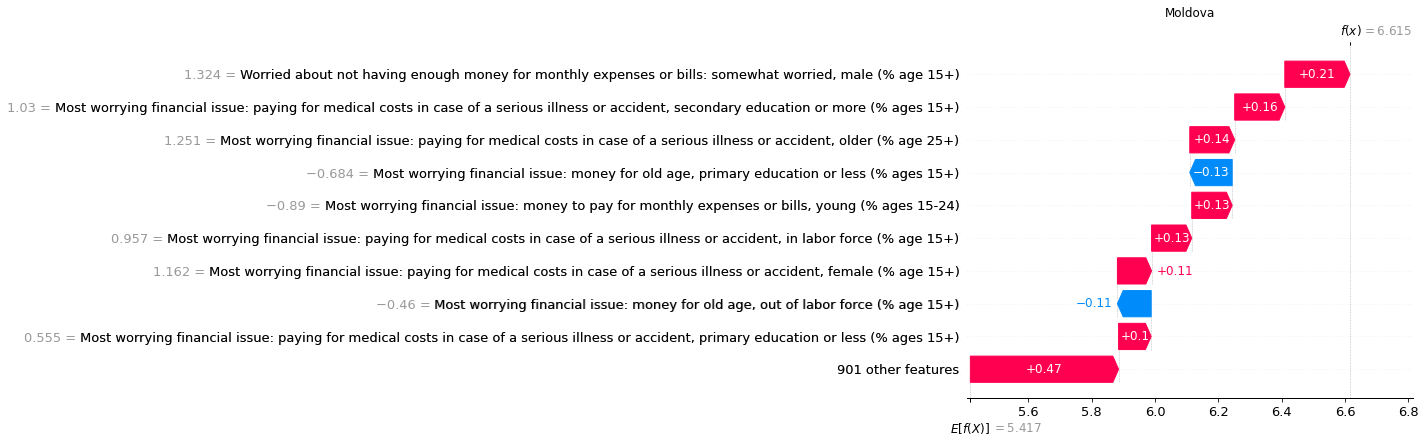 Moldova
f(x) = 6.615
1.324 = Worried about not having enough money for monthly expenses or bills: somewhat worried, male (% age 15+)
+0.21
1.03 = Most worrying financial issue: paying for medical costs in case of a serious illness or accident, secondary education or more (% ages 15+)
+0.16
1.251 = Most worrying financial issue: paying for medical costs in case of a serious illness or accident, older (% age 25+)
+0.14
−0.684 = Most worrying financial issue: money for old age, primary education or less (% ages 15+)
−0.13
−0.89 = Most worrying financial issue: money to pay for monthly expenses or bills, young (% ages 15-24)
+0.13
0.957 = Most worrying financial issue: paying for medical costs in case of a serious illness or accident, in labor force (% age 15+)
+0.13
1.162 = Most worrying financial issue: paying for medical costs in case of a serious illness or accident, female (% age 15+)
+0.11
−0.46 = Most worrying financial issue: money for old age, out of labor force (% age 15+)
−0.11
0.555 = Most worrying financial issue: paying for medical costs in case of a serious illness or accident, primary education or less (% ages 15+)
+0.1
901 other features
+0.47
5.6 5.8 6.0 6.2 6.4 6.6 6.8
E[f(X)] = 5.417